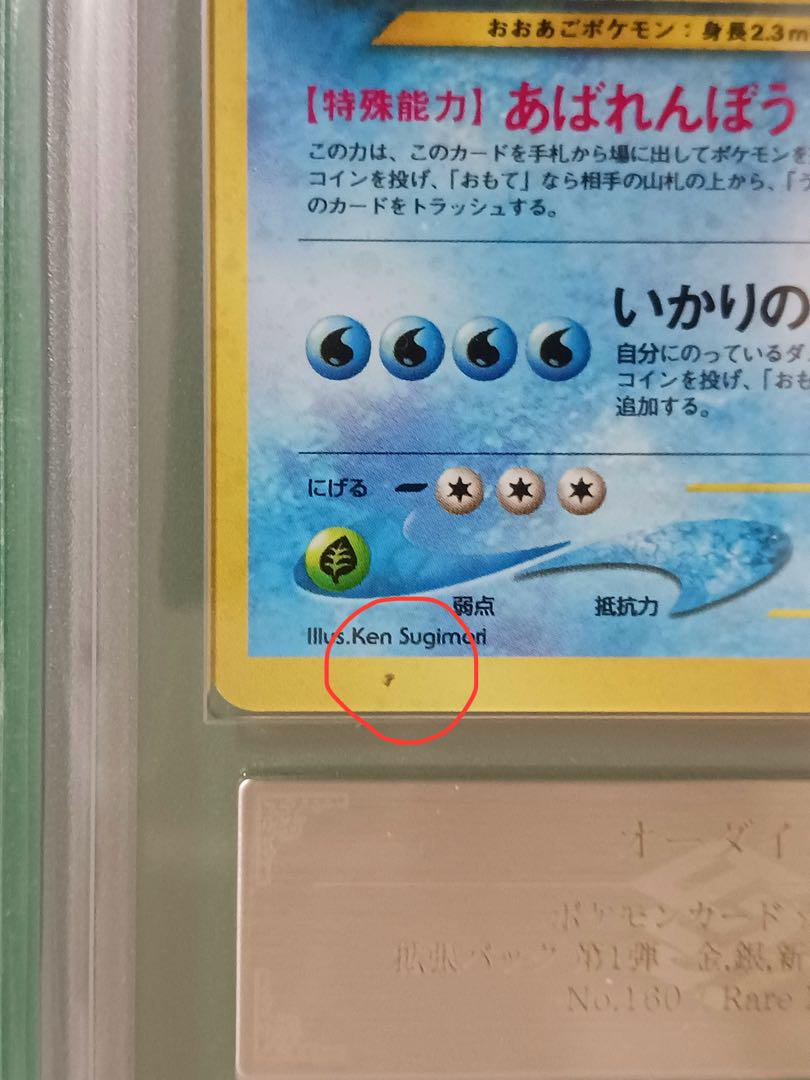 おおあごポケモン：身長2.3m
【特殊能力】あばれんぼう
この力は、このカードを手札から場に出してポケモンを
コインを投げ、「おもて」なら相手の山札の上から、「う
のカードをトラッシュする。
いかりの
自分にのっているダ
コインを投げ、「おも
追加する。
にげる
弱点 抵抗力
Illus.Ken Sugimori
オーダイ
ポケモンカード
拡張パック 第1弾 金,銀,新
No.160 Rare